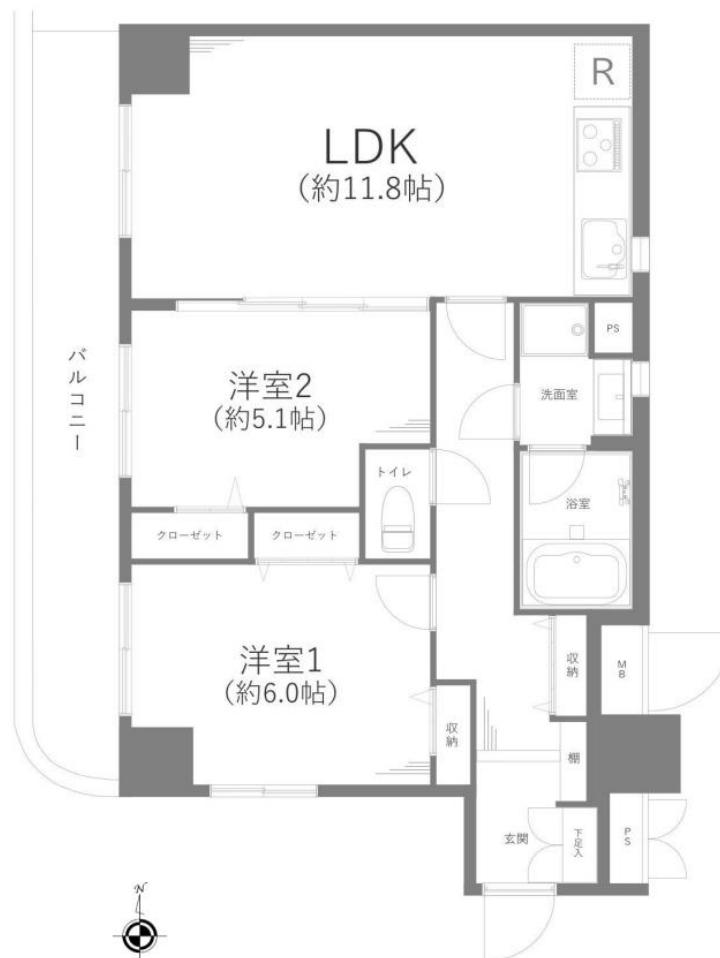 R
LDK
(約11.8帖)
PS
バルコニー
洋室2
(約5.1帖)
洗面室
トイレ
浴室
クローゼット
クローゼット
洋室1
(約6.0帖)
収納
MB
収納
棚
玄関
下足入
PS
N